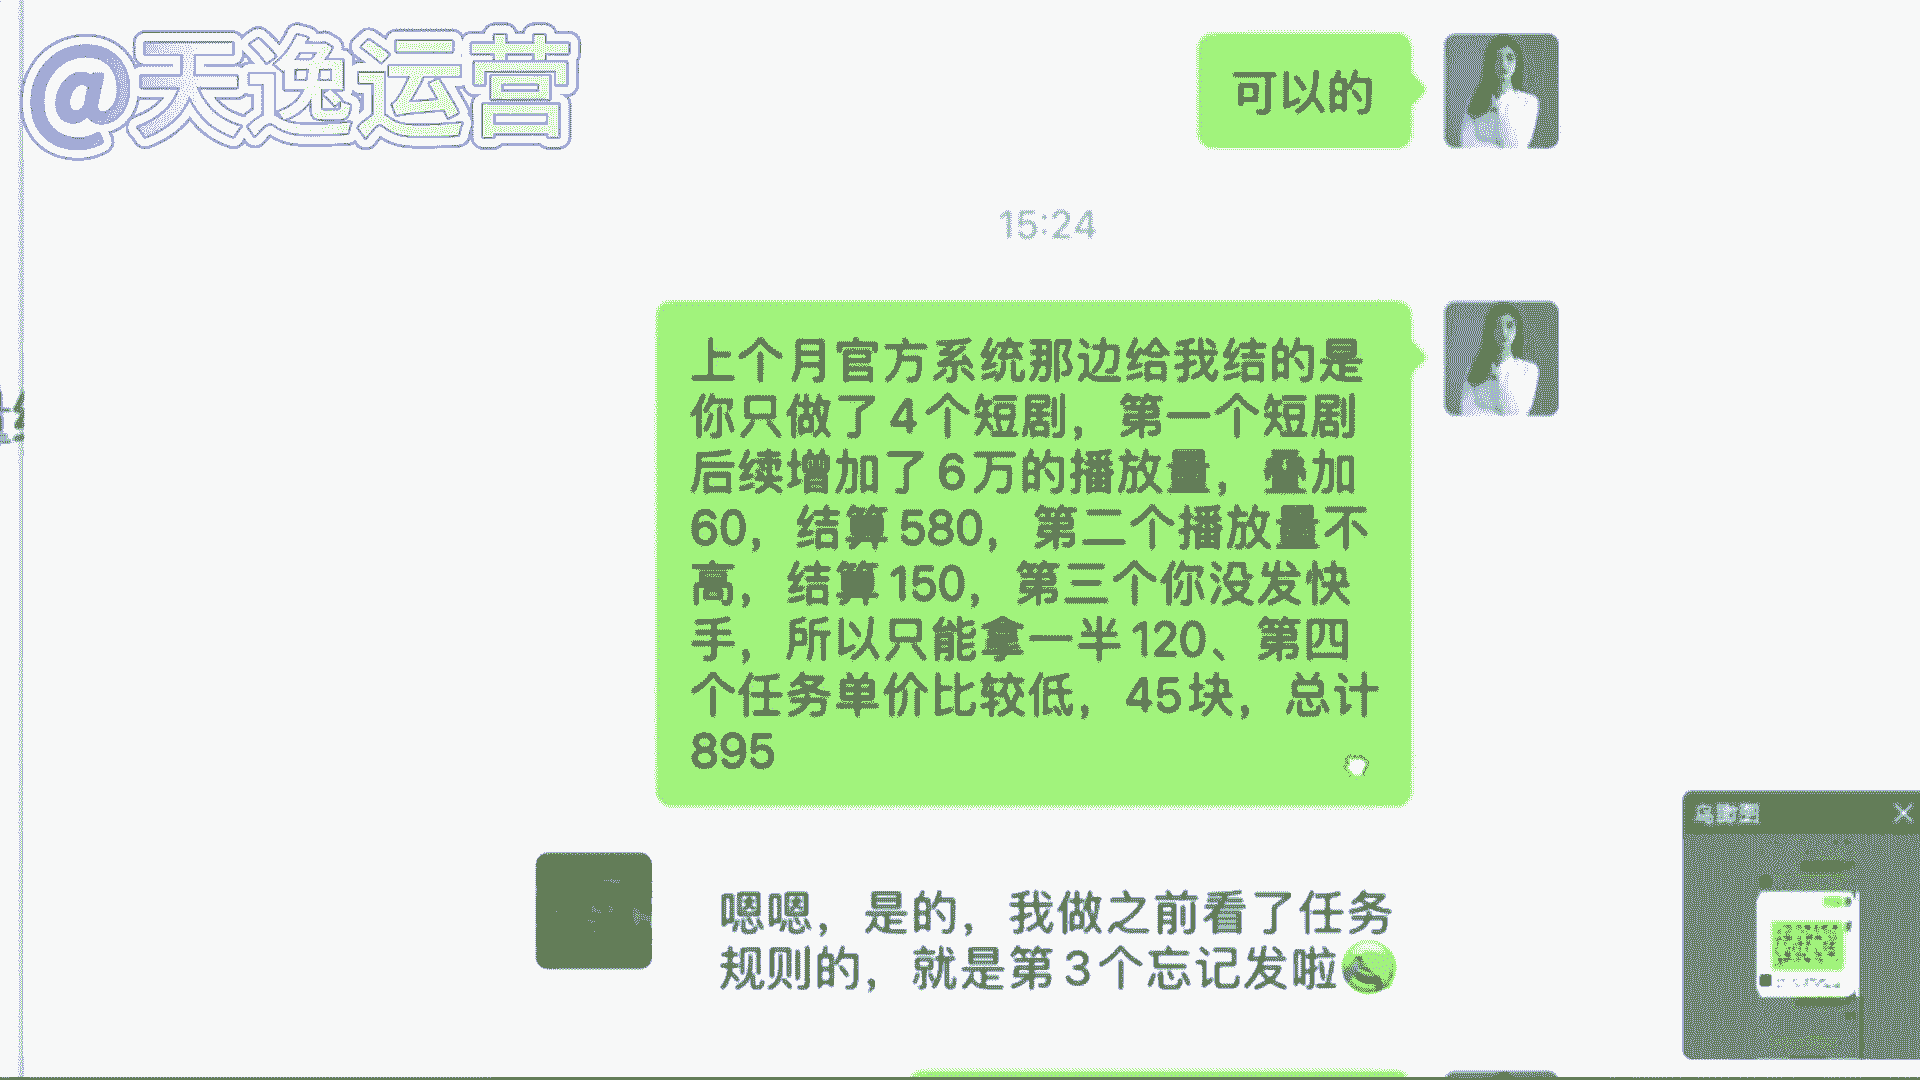 @天逸运营
可以的
15:24
上个月官方系统那边给我结的是
你只做了4个短剧，第一个短剧
后续增加了6万的播放量，叠加
60，结算580，第二个播放量不
高，结算150，第三个你没发快
手，所以只能拿一半120、第四
个任务单价比较低，45块，总计
895
嗯嗯，是的，我做之前看了任务
规则的，就是第3个忘记发啦